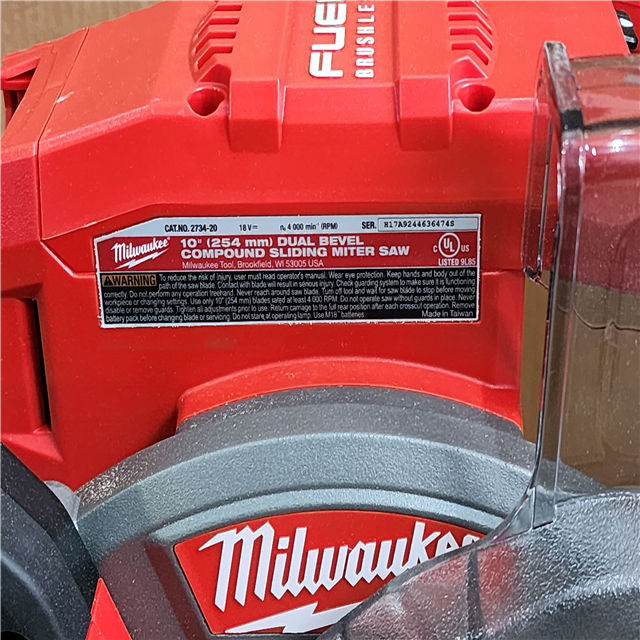 FUE
BRUSHLE
CAT.NO. 2734-20 18 V⎓ n₀ 4 000 min⁻¹ (RPM) SER. H17A9244636474S
Milwaukee
10" (254 mm) DUAL BEVEL
COMPOUND SLIDING MITER SAW
Milwaukee Tool, Brookfield, WI 53005 USA
C UL US
LISTED 9L85
WARNING To reduce the risk of injury, user must read operator's manual. Wear eye protection. Keep hands and body out of the
path of the saw blade. Contact with blade will result in serious injury. Check guarding system to make sure it is functioning
correctly. Do not perform any operation freehand. Never reach around saw blade. Turn off tool and wait for saw blade to stop before moving
workpiece or changing settings. Use only 10" (254 mm) blades rated at least 4 000 RPM. Do not operate saw without guards in place. Never
disable or remove guards. Tighten all adjustments prior to use. Return carriage to the full rear position after each crosscut operation. Remove
battery pack before changing blade or servicing. Do not stare at operating lamp. Use M18™ batteries Made in Taiwan
Milwaukee